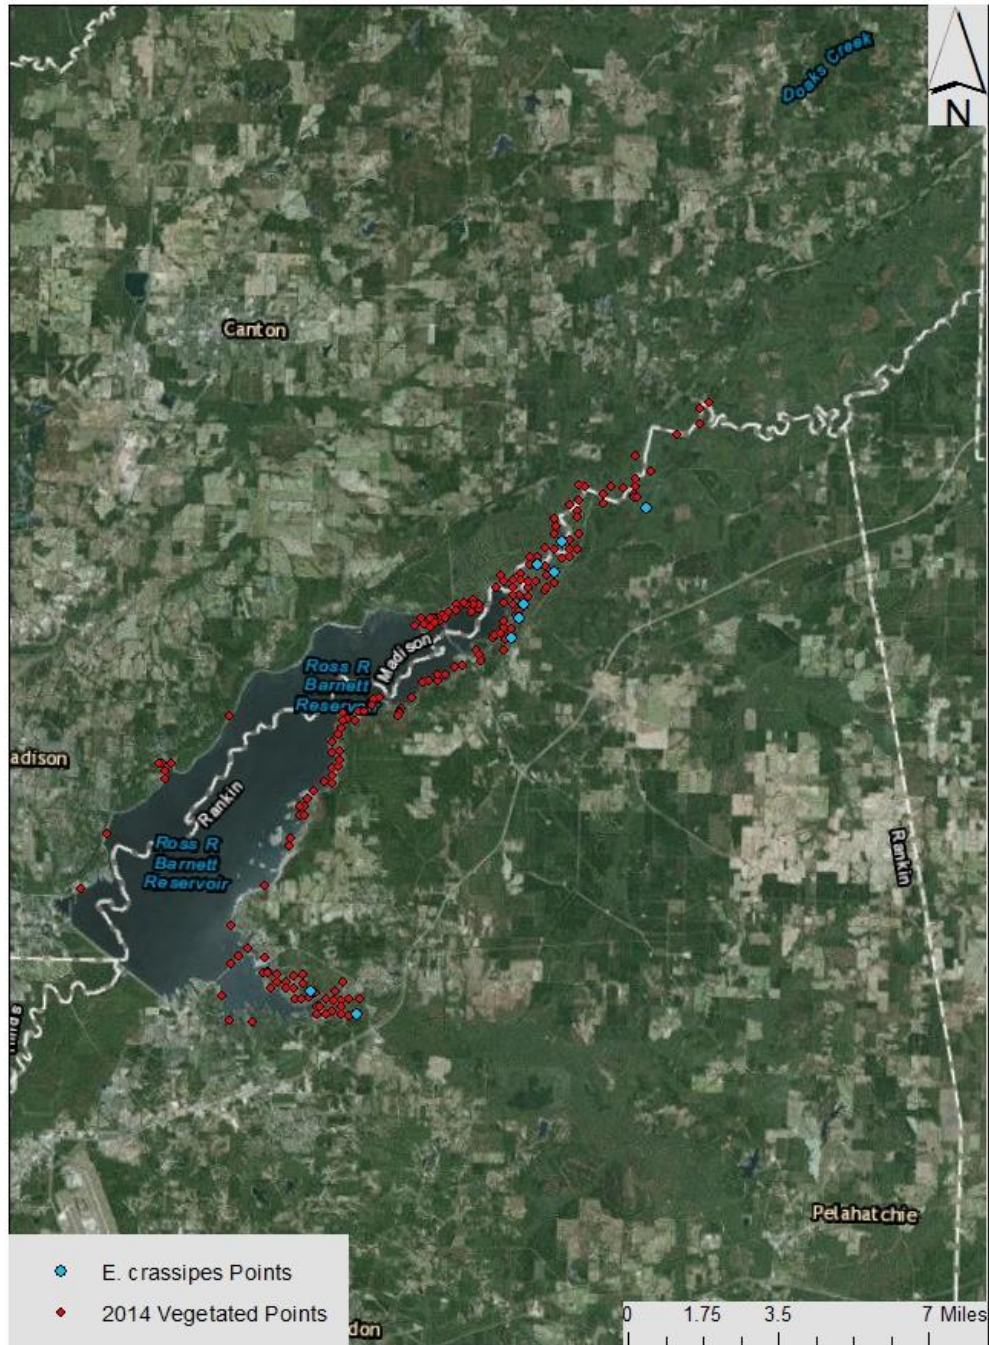 Doaks Creek
N
Canton
Madison
Ross R
Barnett
Reservoir
adison
Rankin
Ross R
Barnett
Reservoir
Rankin
Pelahatchie
E. crassipes Points
2014 Vegetated Points
don
0 1.75 3.5 7 Miles